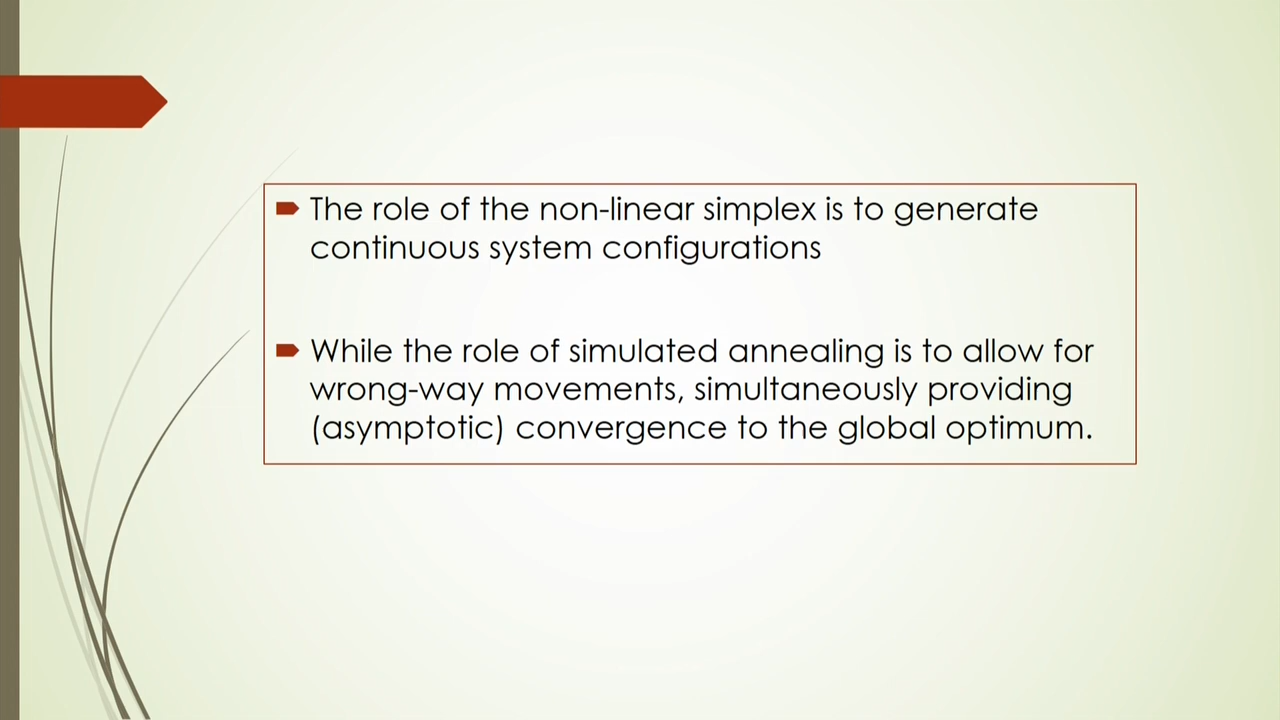 The role of the non-linear simplex is to generate
continuous system configurations
While the role of simulated annealing is to allow for
wrong-way movements, simultaneously providing
(asymptotic) convergence to the global optimum.